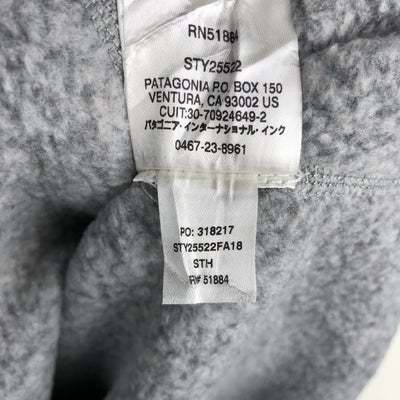 RN51884
STY25522
PATAGONIA P.O. BOX 150
VENTURA, CA 93002 US
CUIT:30-70924649-2
パタゴニア・インターナショナル・インク
0467-23-8961
PO: 318217
STY25522FA18
STH
R# 51884